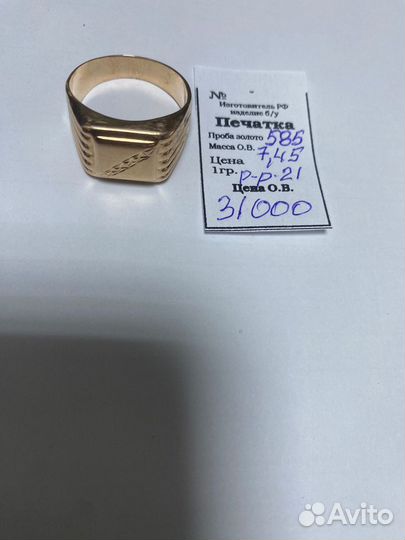 №
Изготовитель РФ
изделие б/у
Печатка
Проба золото 585
Масса О.В. 7,45
Цена
1гр. р-р-21
Цена О.В.
31000
Avito